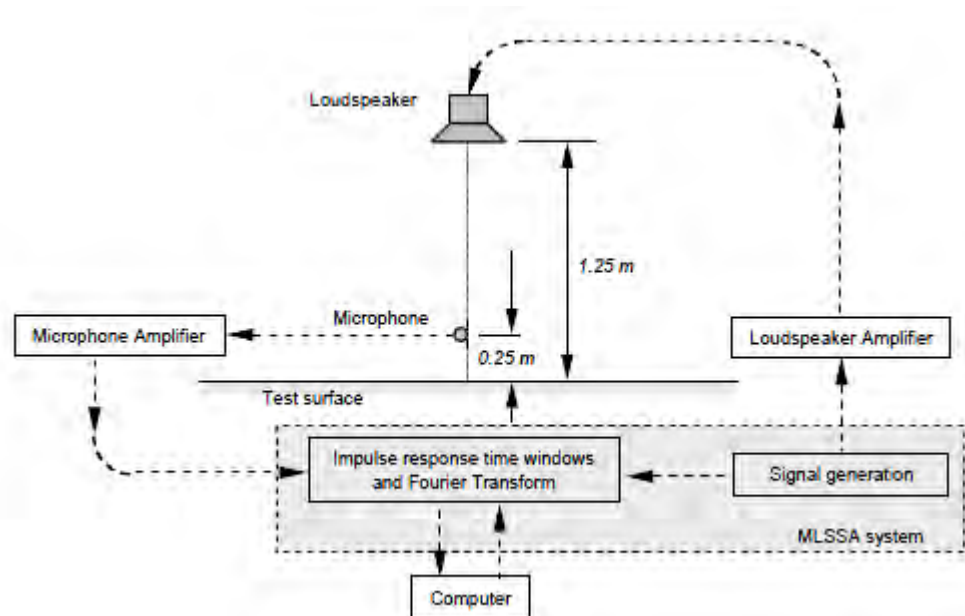 Loudspeaker
1.25 m
Microphone Amplifier
Microphone
0.25 m
Loudspeaker Amplifier
Test surface
Impulse response time windows
and Fourier Transform
Signal generation
MLSSA system
Computer